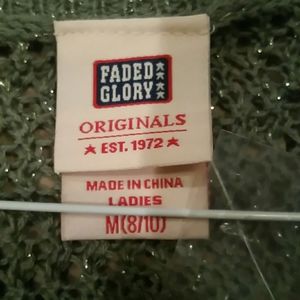 FADED
GLORY
ORIGINALS
★ EST. 1972 ★
MADE IN CHINA
LADIES
M(8/10)